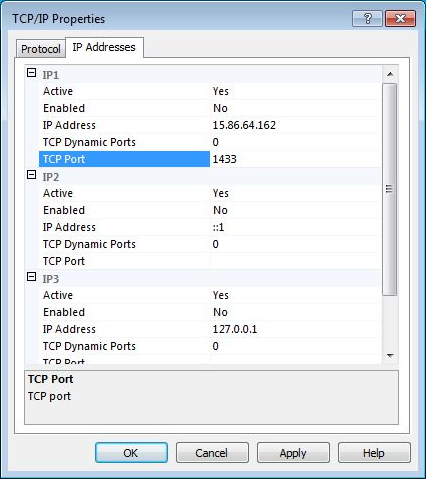 TCP/IP Properties
Protocol IP Addresses
IP1
Active Yes
Enabled No
IP Address 15.86.64.162
TCP Dynamic Ports 0
TCP Port 1433
IP2
Active Yes
Enabled No
IP Address ::1
TCP Dynamic Ports 0
TCP Port
IP3
Active Yes
Enabled No
IP Address 127.0.0.1
TCP Dynamic Ports 0
TCP Port
TCP Port
TCP port
OK Cancel Apply Help